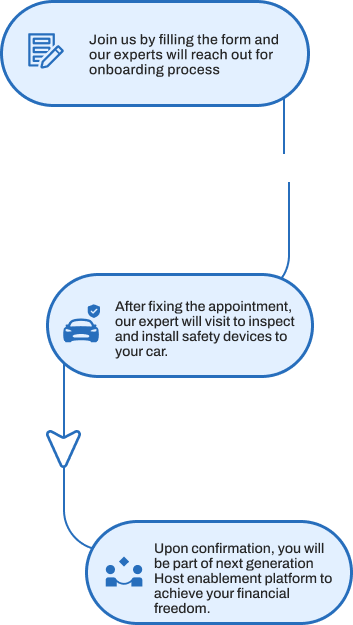 Join us by filling the form and
our experts will reach out for
onboarding process
After fixing the appointment,
our expert will visit to inspect
and install safety devices to
your car.
Upon confirmation, you will
be part of next generation
Host enablement platform to
achieve your financial
freedom.